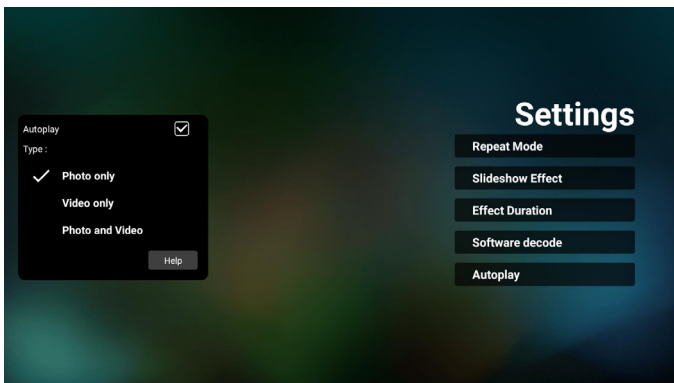 Settings
Autoplay
Type :
Photo only
Video only
Photo and Video
Help
Repeat Mode
Slideshow Effect
Effect Duration
Software decode
Autoplay